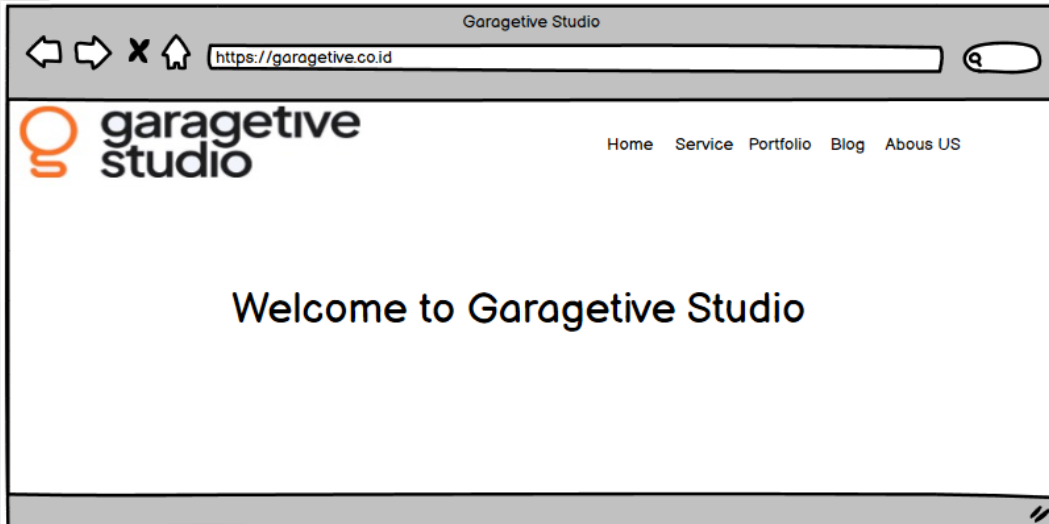 Garagetive Studio
https://garagetive.co.id
garagetive
studio
Home Service Portfolio Blog Abous US
Welcome to Garagetive Studio